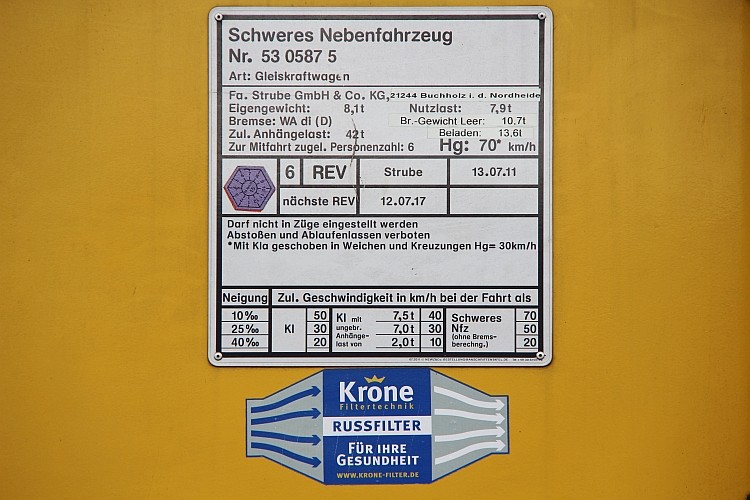 Schweres Nebenfahrzeug
Nr. 53 0587 5
Art: Gleiskraftwagen
Fa. Strube GmbH & Co. KG, 21244 Buchholz i. d. Nordheide
Eigengewicht: 8,1t Nutzlast: 7,9t
Bremse: WA di (D) Br.-Gewicht Leer: 10.7t
Zul. Anhängelast: 42t Beladen: 13.6t
Zur Mitfahrt zugel. Personenzahl: 6 Hg: 70* km/h
6 REV Strube 13.07.11
nächste REV 12.07.17
Darf nicht in Züge eingestellt werden
Abstoßen und Ablaufenlassen verboten
*Mit Kla geschoben in Weichen und Kreuzungen Hg= 30km/h
Neigung Zul. Geschwindigkeit in km/h bei der Fahrt als
10‰ Kl 50 Kl mit 7,5t 40 Schweres 70
25‰ 30 ungebr. 7,0t 30 Nfz 50
40‰ 20 Anhänge- last von 2,0t 10 (ohne Brems- berechng.) 20
Krone
Filtertechnik
RUSSFILTER
FÜR IHRE
GESUNDHEIT
WWW.KRONE-FILTER.DE